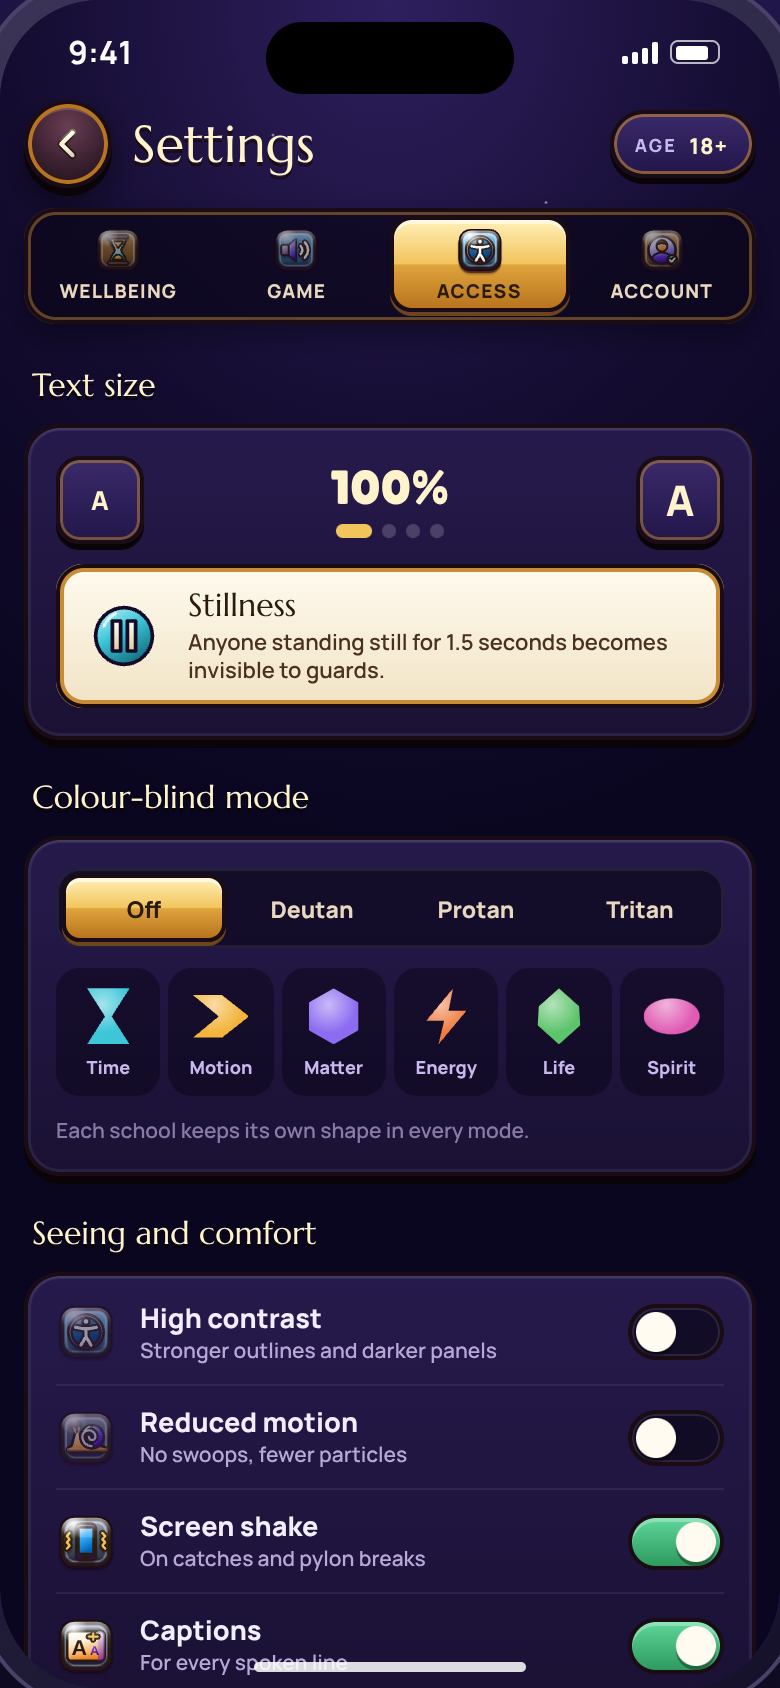 9:41
Settings
AGE 18+
WELLBEING
GAME
ACCESS
ACCOUNT
Text size
A
100%
A
Stillness
Anyone standing still for 1.5 seconds becomes
invisible to guards.
Colour-blind mode
Off
Deutan
Protan
Tritan
Time
Motion
Matter
Energy
Life
Spirit
Each school keeps its own shape in every mode.
Seeing and comfort
High contrast
Stronger outlines and darker panels
Reduced motion
No swoops, fewer particles
Screen shake
On catches and pylon breaks
Captions
For every spoken line